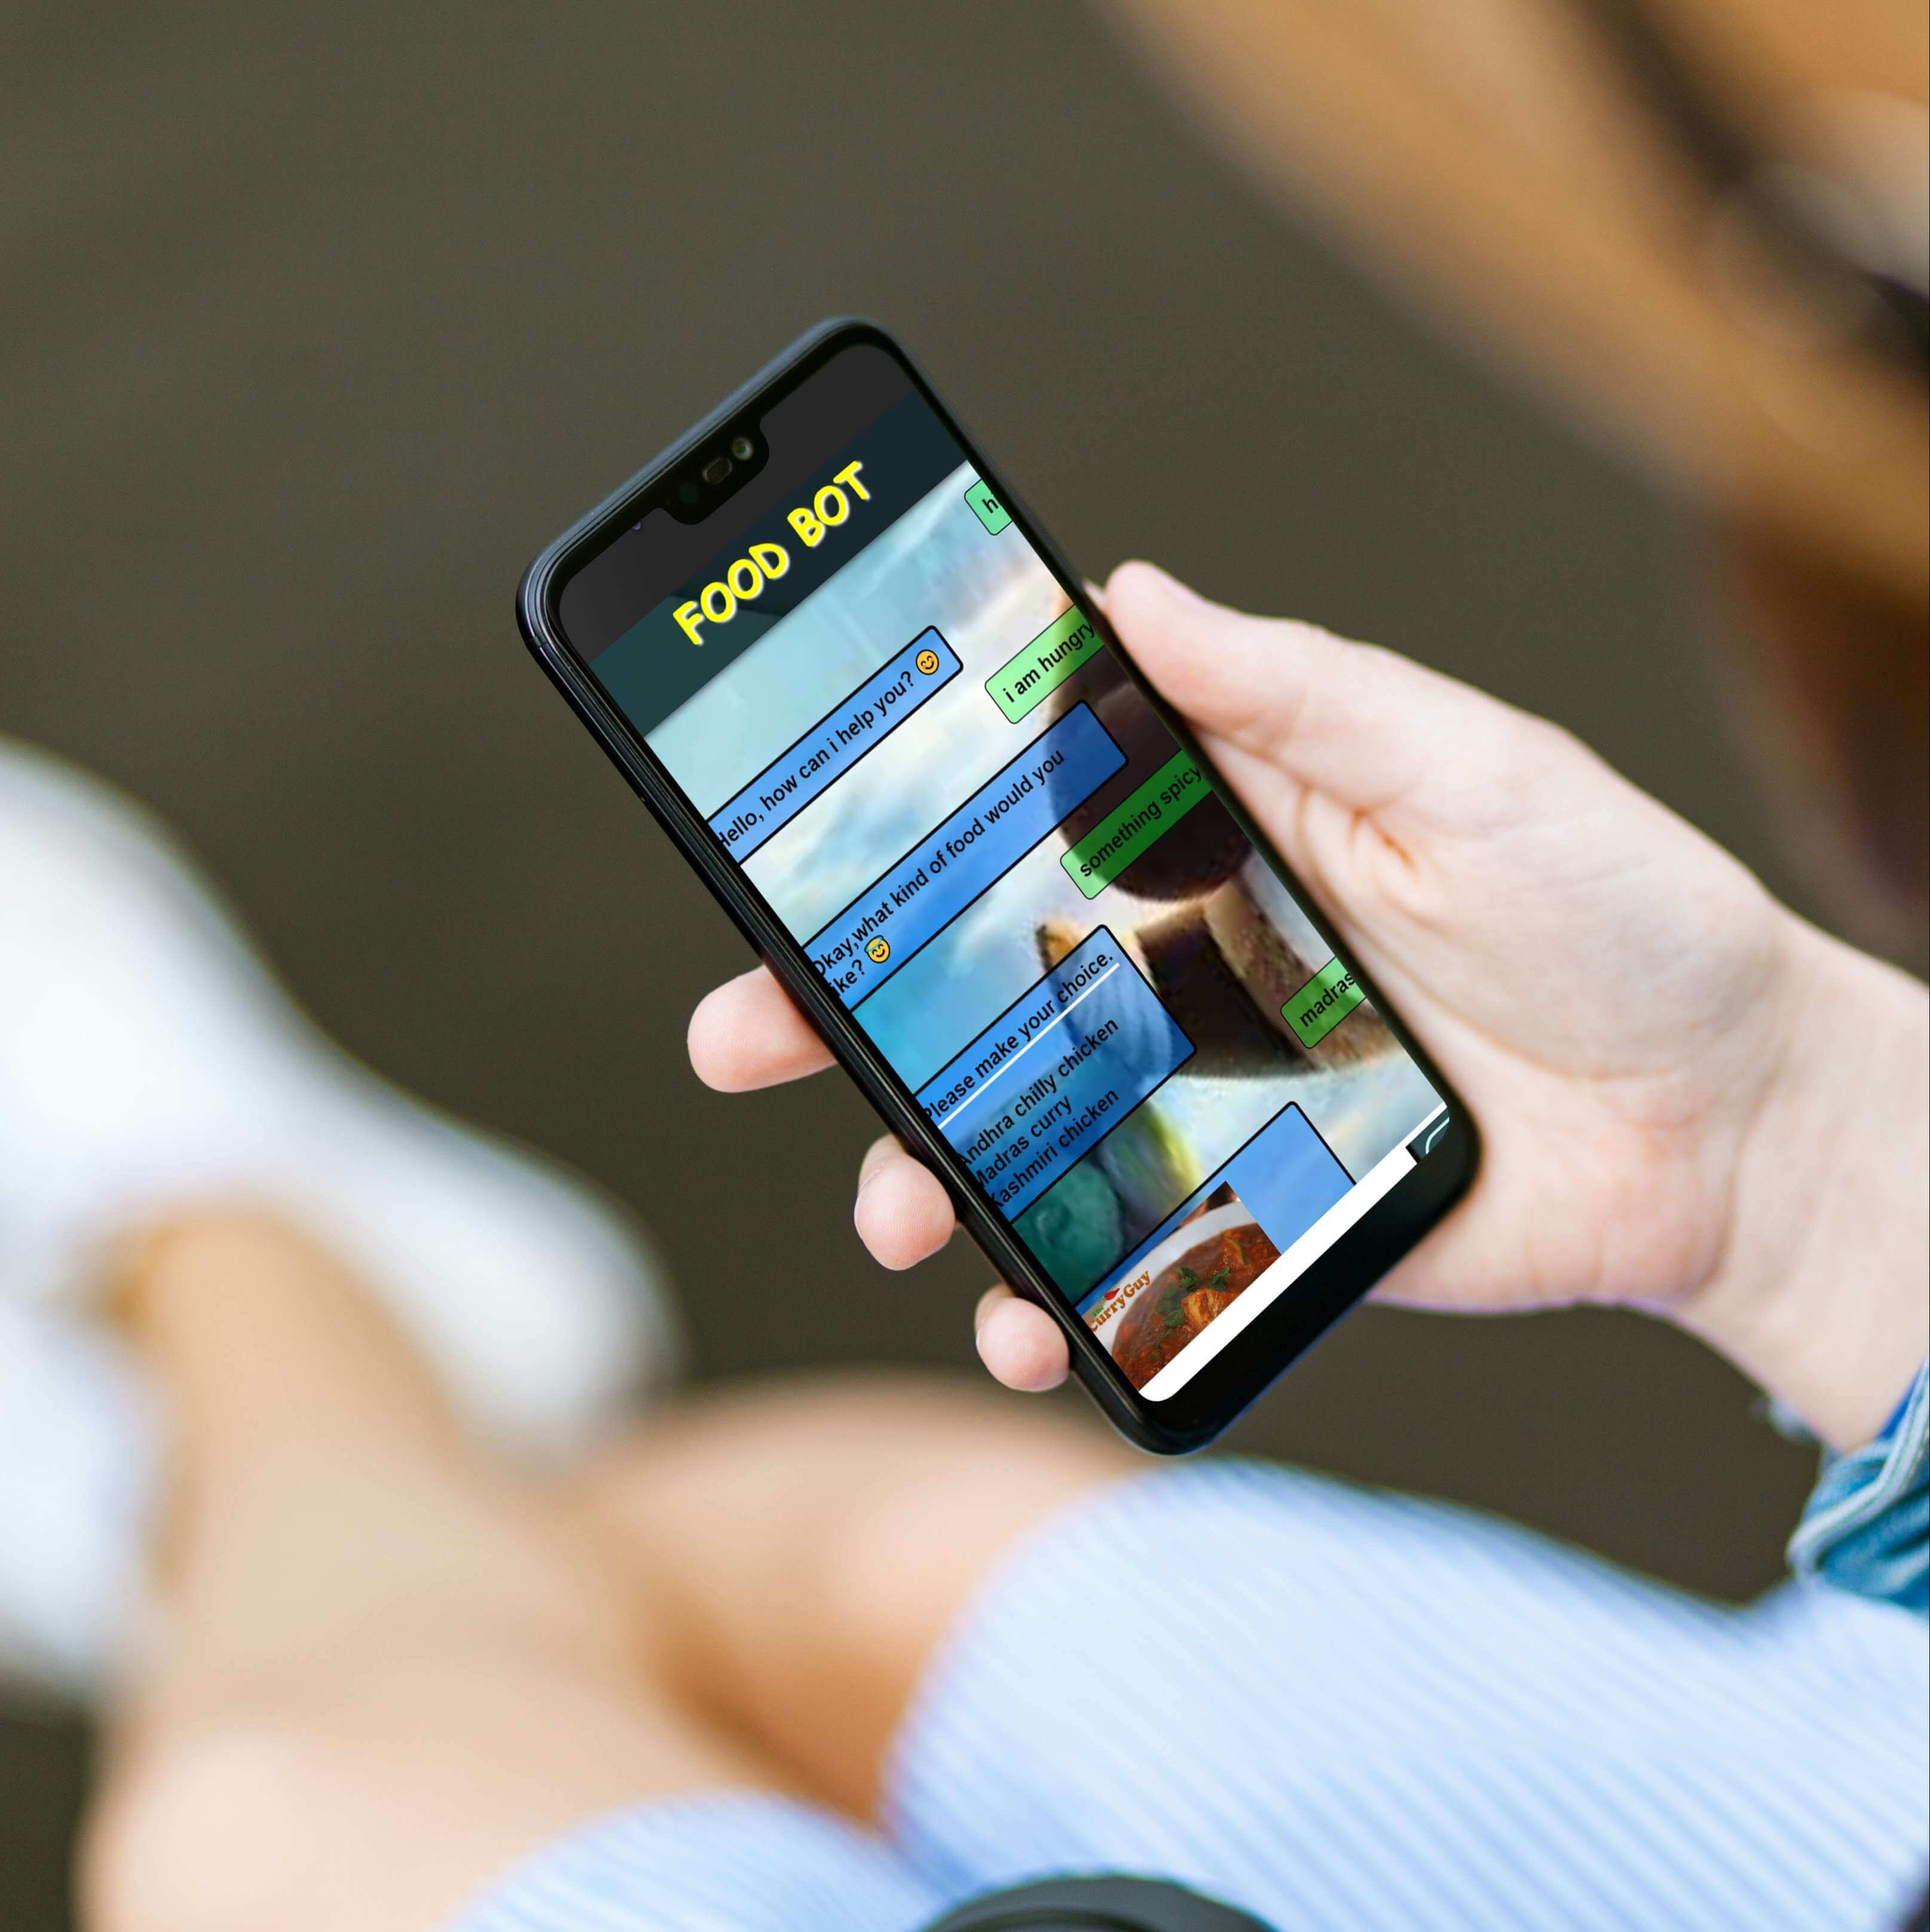 FOOD BOT
h
Hello, how can i help you? 😊
i am hungry
Okay,what kind of food would you
like? 😇
something spicy
Please make your choice.
Andhra chilly chicken
Madras curry
Kashmiri chicken
madras
CurryGuy